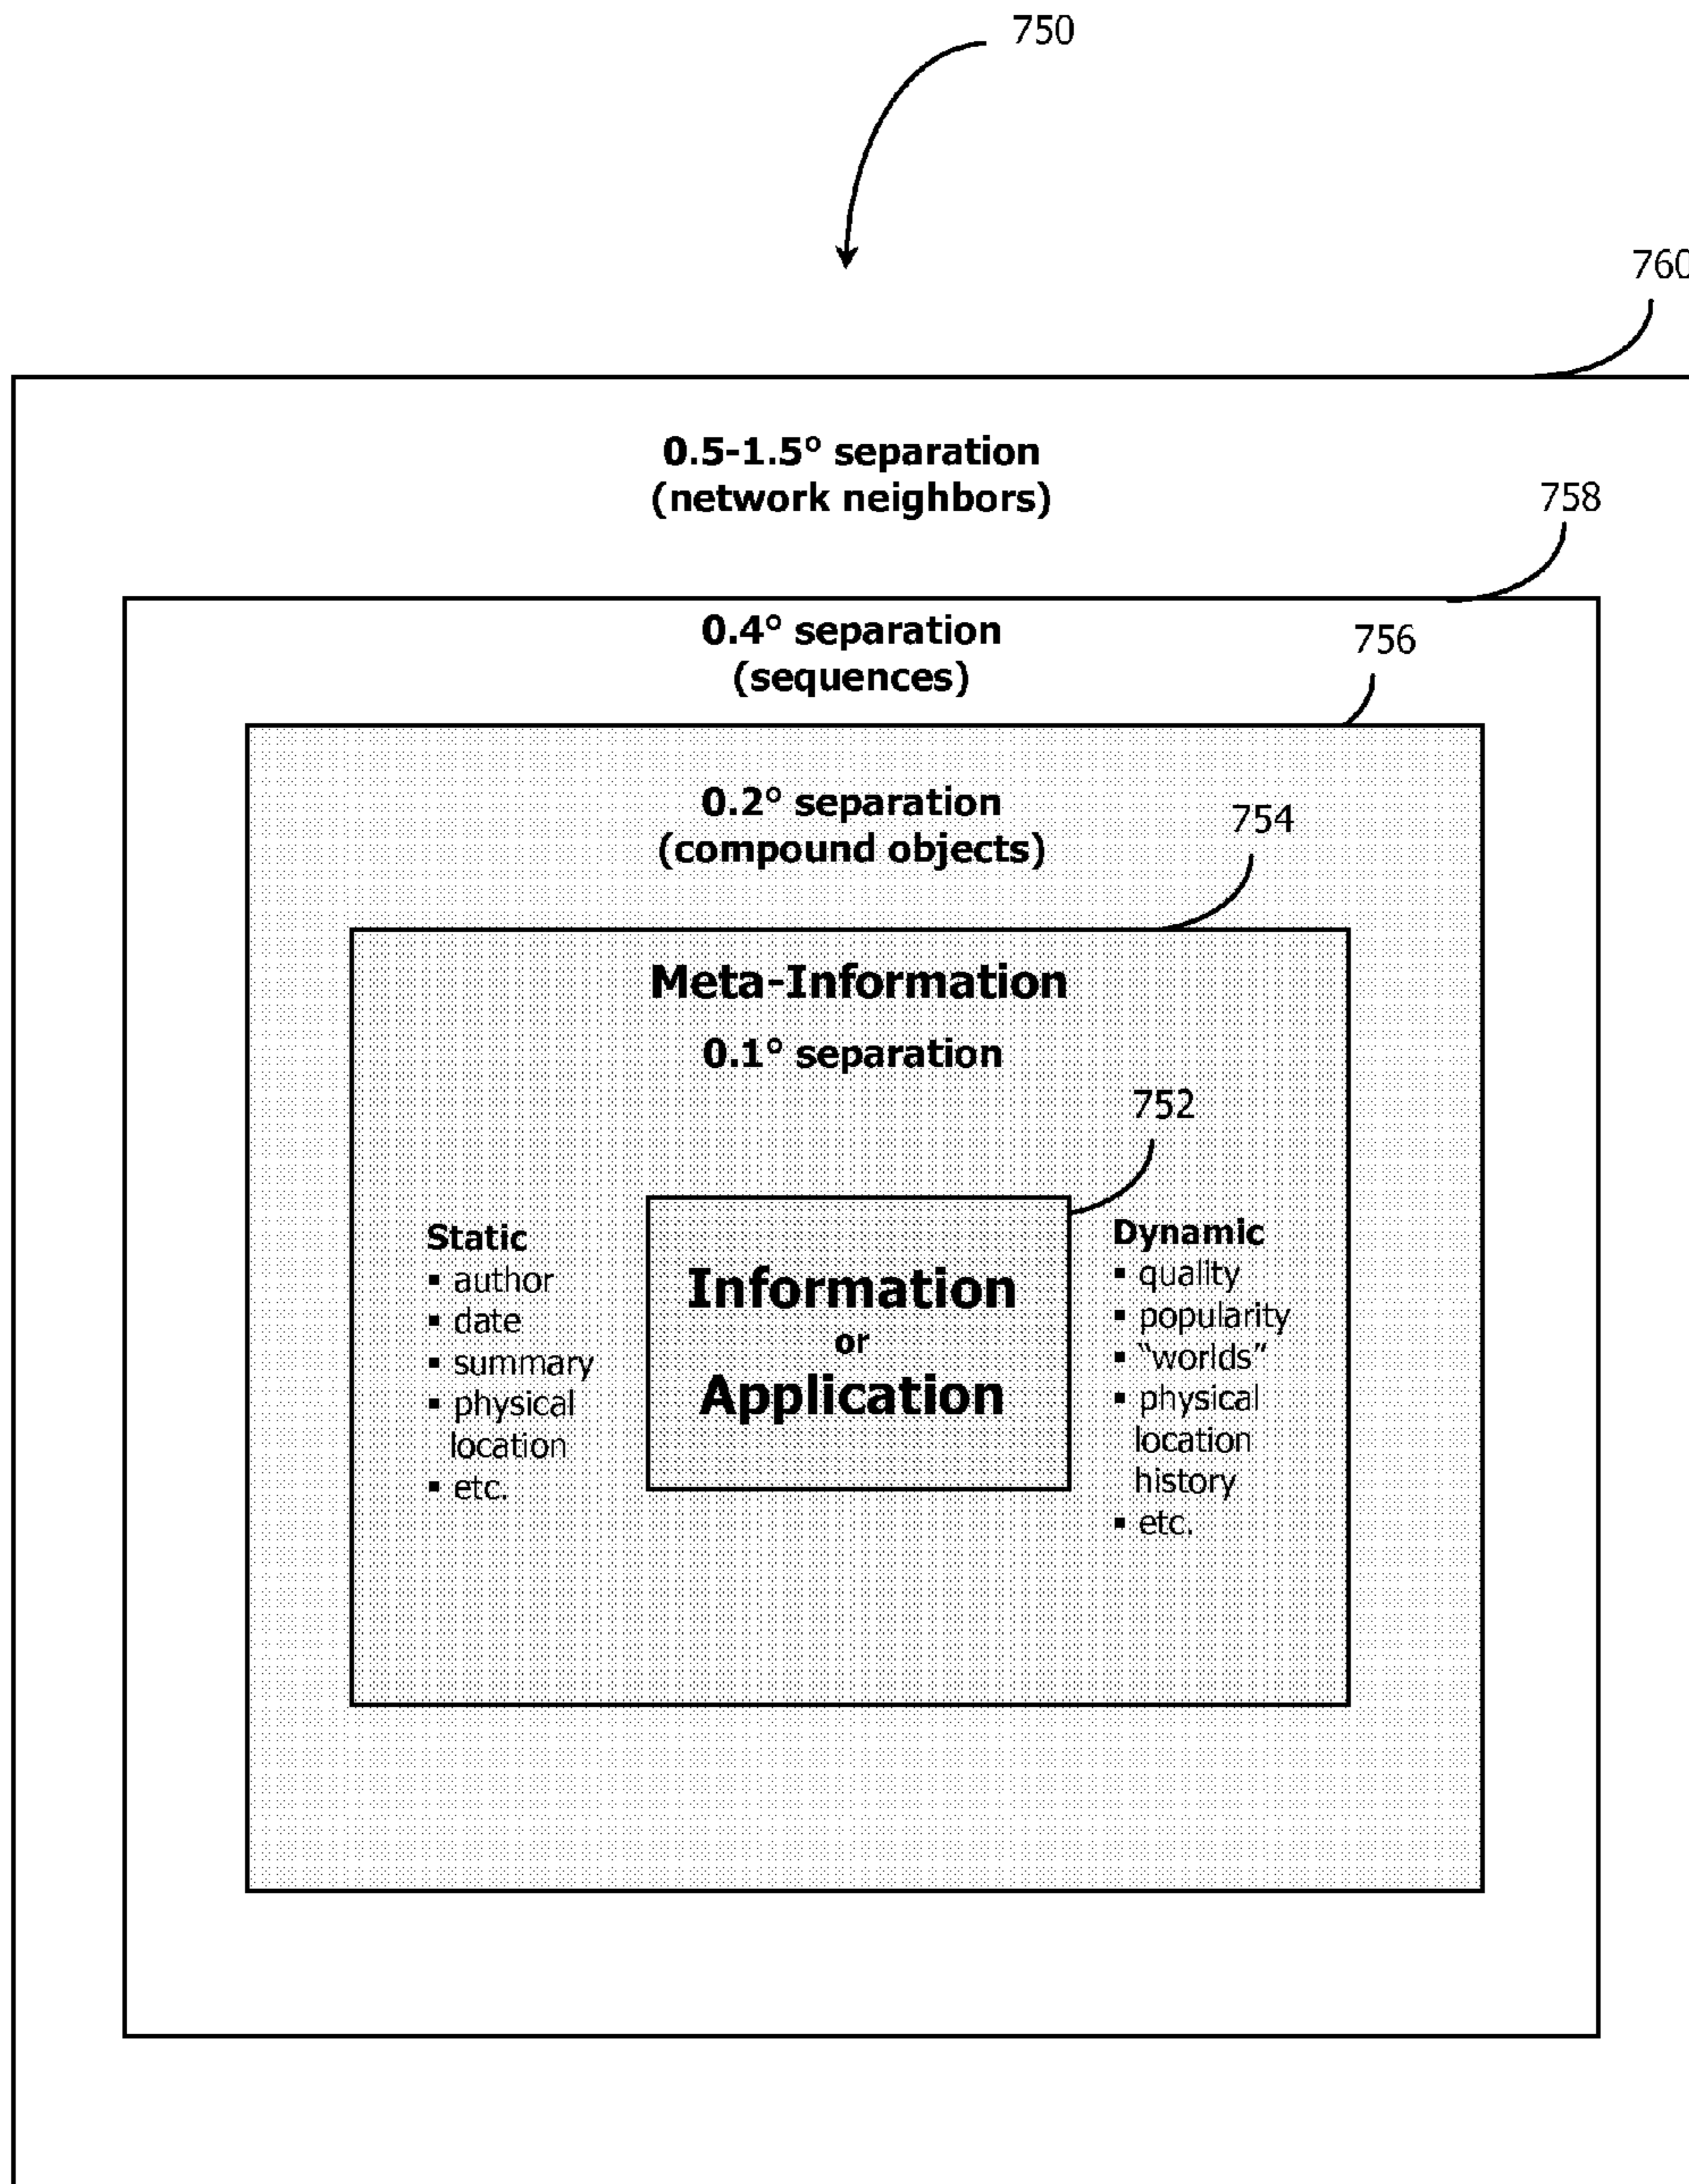 750
760
0.5-1.5° separation
(network neighbors)
758
0.4° separation
(sequences)
756
0.2° separation
(compound objects)
754
Meta-Information
0.1° separation
752
Static
▪ author
▪ date
▪ summary
▪ physical
location
▪ etc.
Information
or
Application
Dynamic
▪ quality
▪ popularity
▪ “worlds”
▪ physical
location
history
▪ etc.